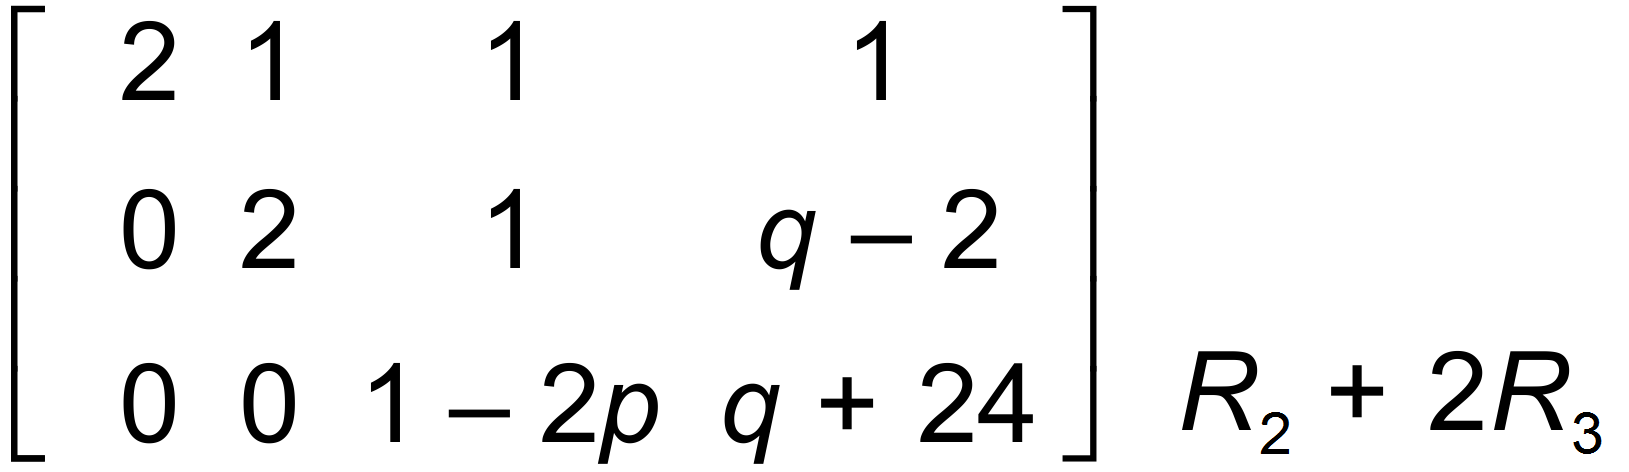 2 1 1 1
0 2 1 q – 2
0 0 1 – 2p q + 24 R₂ + 2R₃